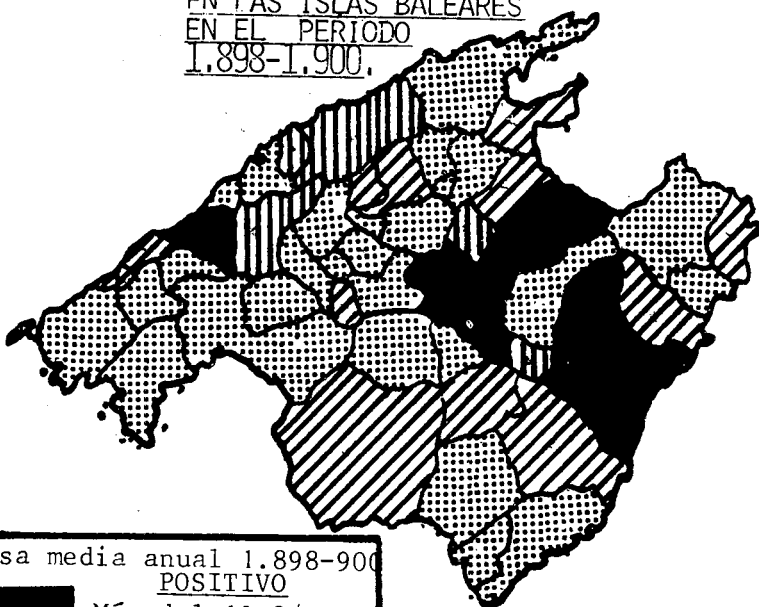 EN LAS ISLAS BALEARES
EN EL PERIODO
1.898-1.900.
sa media anual 1.898-900
POSITIVO